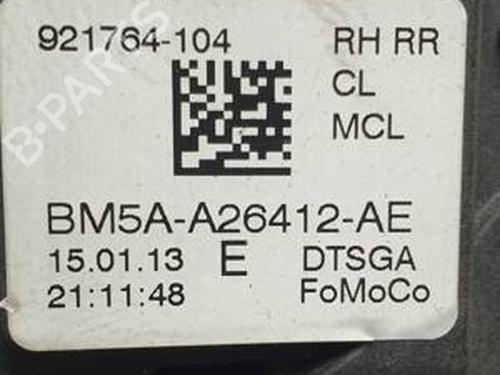 921764-104 RH RR
CL
MCL
BM5A-A26412-AE
15.01.13 E DTSGA
21:11:48 FoMoCo
B-PARTS